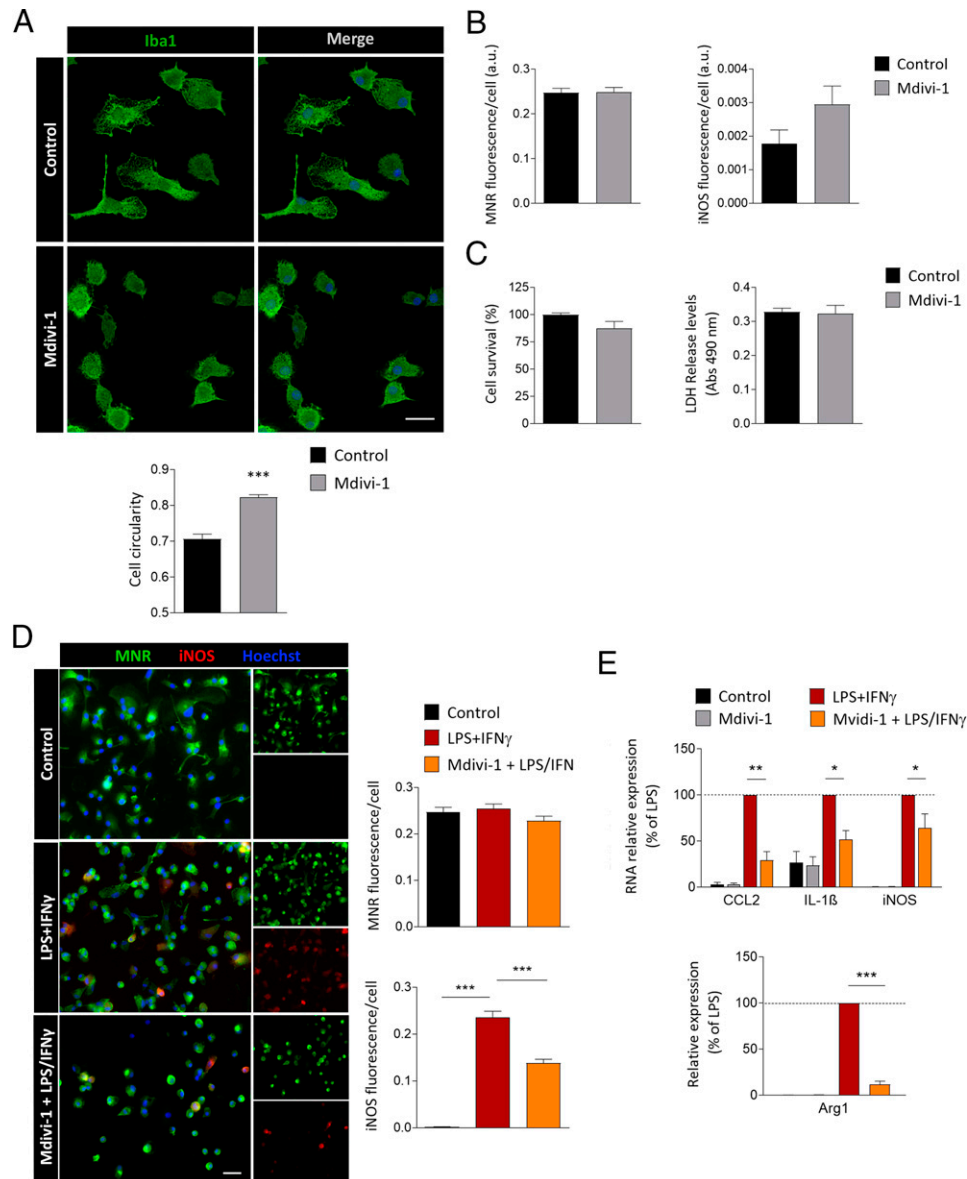 A
Iba1 Merge
Control
Mdivi-1
Control
Mdivi-1
***
Cell circularity
0.9
0.8
0.7
0.6
0.5
B
MNR fluorescence/cell (a.u.)
0.3
0.2
0.1
0.0
iNOS fluorescence/cell (a.u.)
0.004
0.003
0.002
0.001
0.000
Control
Mdivi-1
C
Cell survival (%)
125
100
75
50
25
0
LDH Release levels
(Abs 490 nm)
0.4
0.3
0.2
0.1
0.0
Control
Mdivi-1
D
MNR iNOS Hoechst
Control
LPS+IFNγ
Mdivi-1 + LPS/IFNγ
Control
LPS+IFNγ
Mdivi-1 + LPS/IFN
MNR fluorescence/cell
0.3
0.2
0.1
0.0
iNOS fluorescence/cell
0.3
0.2
0.1
0.0
*** ***
E
Control LPS+IFNγ
Mdivi-1 Mvidi-1 + LPS/IFNγ
RNA relative expression
(% of LPS)
150
100
50
0
** * *
CCL2 IL-1ß iNOS
Relative expression
(% of LPS)
150
100
50
0
***
Arg1